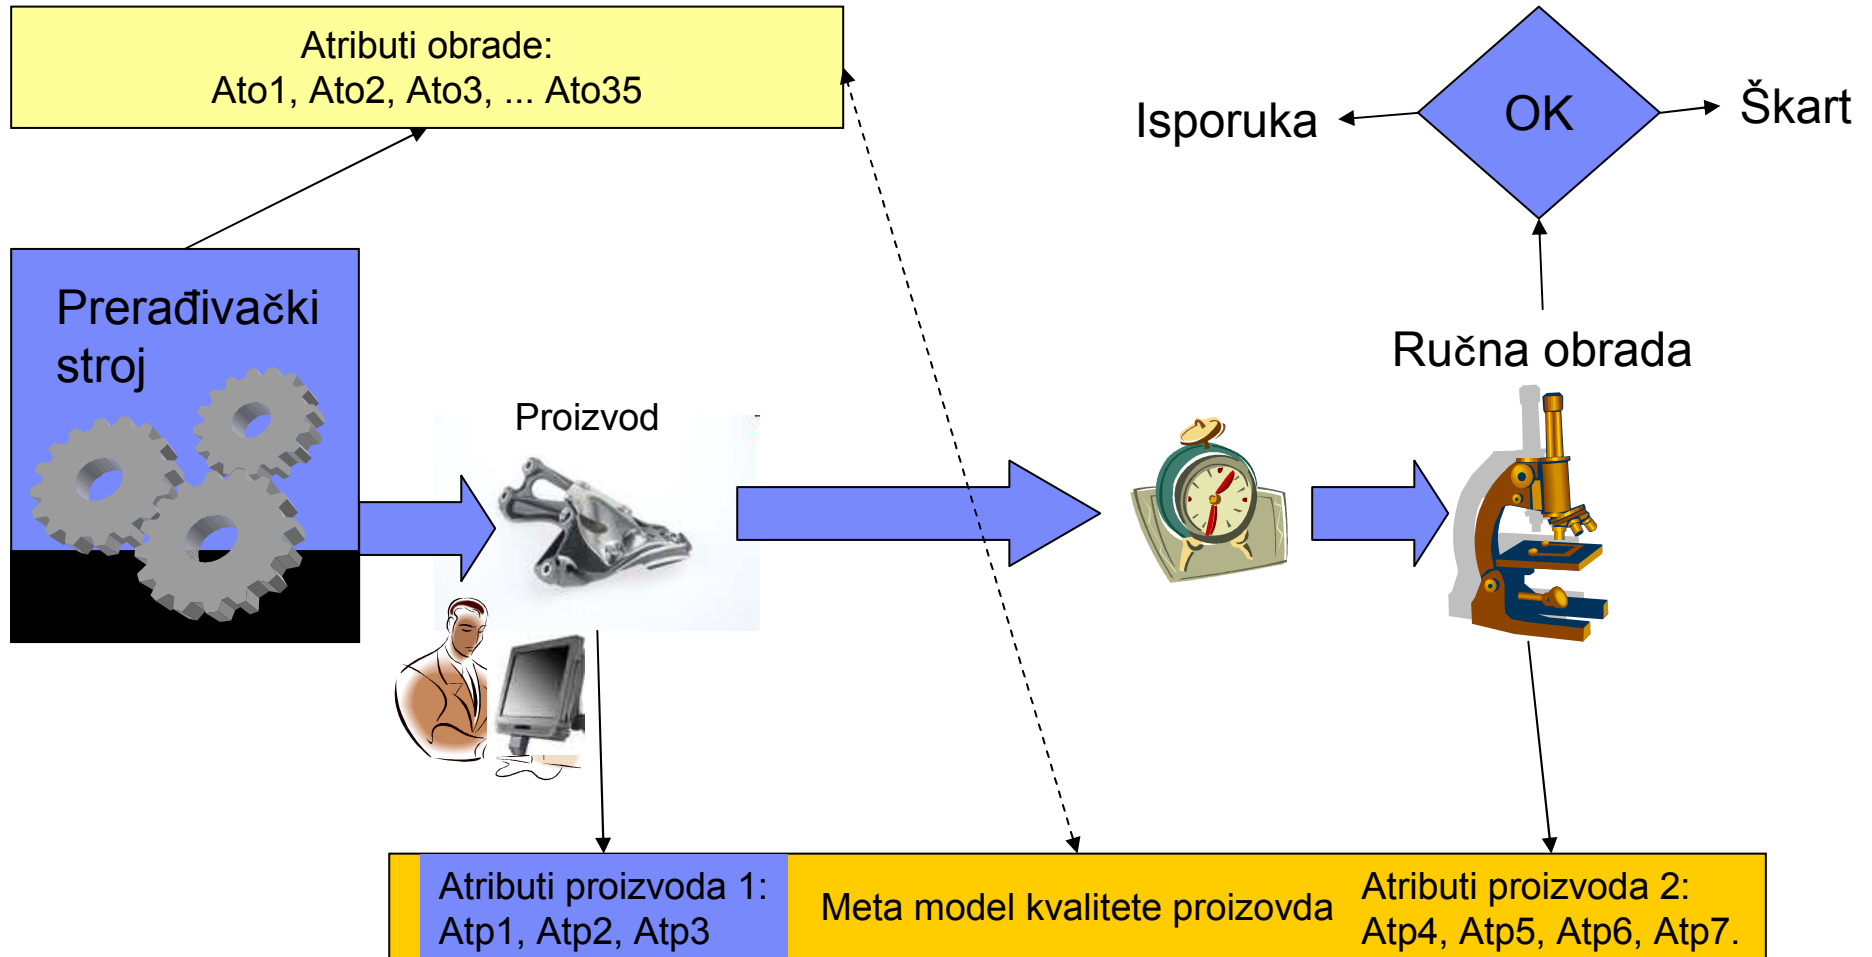 Atributi obrade:
Ato1, Ato2, Ato3, ... Ato35
Isporuka
OK
Škart
Prerađivački
stroj
Ručna obrada
Proizvod
Atributi proizvoda 1:
Atp1, Atp2, Atp3
Meta model kvalitete proizovda
Atributi proizvoda 2:
Atp4, Atp5, Atp6, Atp7.